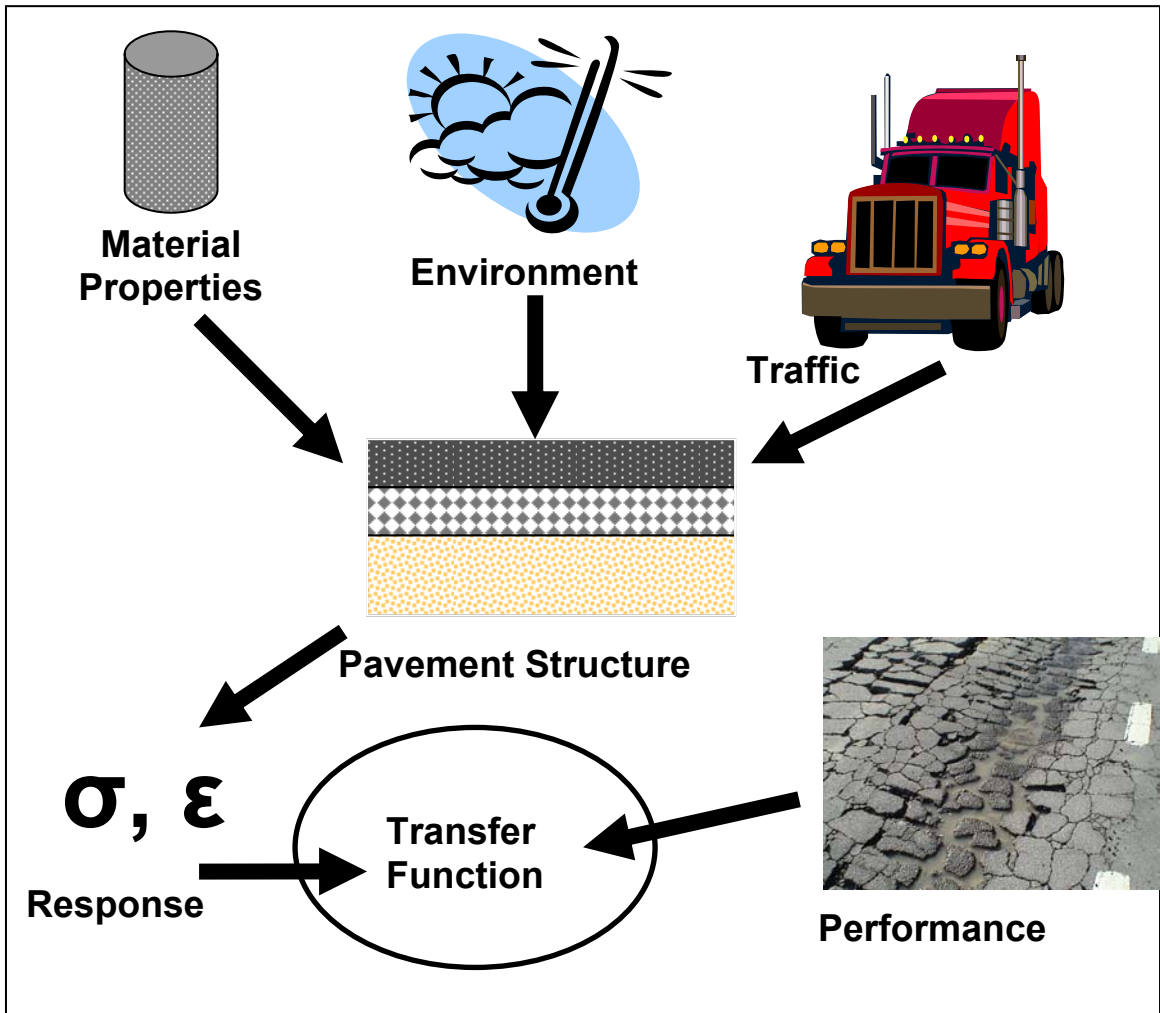 Material
Properties
Environment
Traffic
Pavement Structure
σ, ε
Response
Transfer
Function
Performance